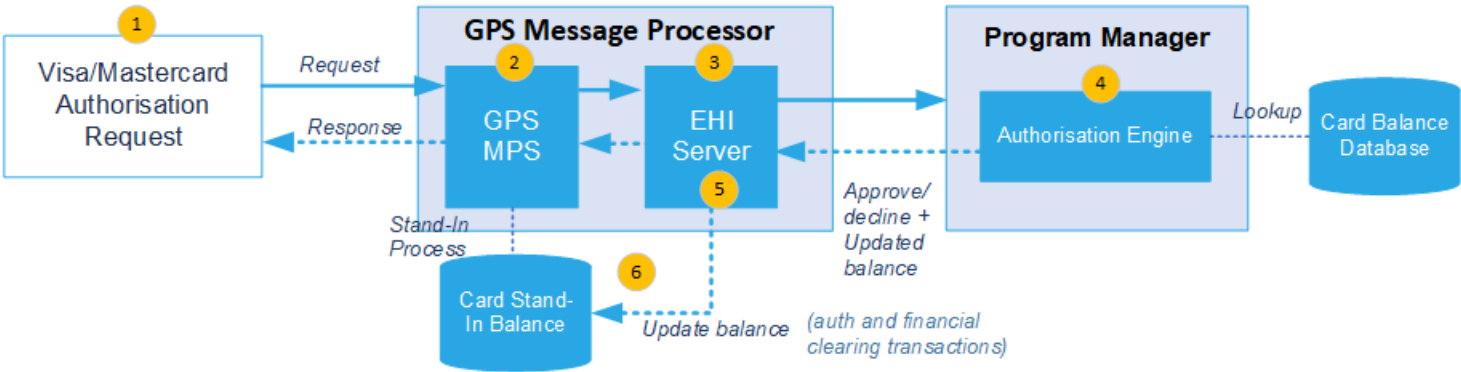 1
Visa/Mastercard
Authorisation
Request
Request
Response
GPS Message Processor
2
GPS
MPS
3
EHI
Server
5
Program Manager
4
Authorisation Engine
Lookup
Card Balance
Database
Approve/
decline +
Updated
balance
Stand-In
Process
6
Card Stand-
In Balance
Update balance
(auth and financial
clearing transactions)